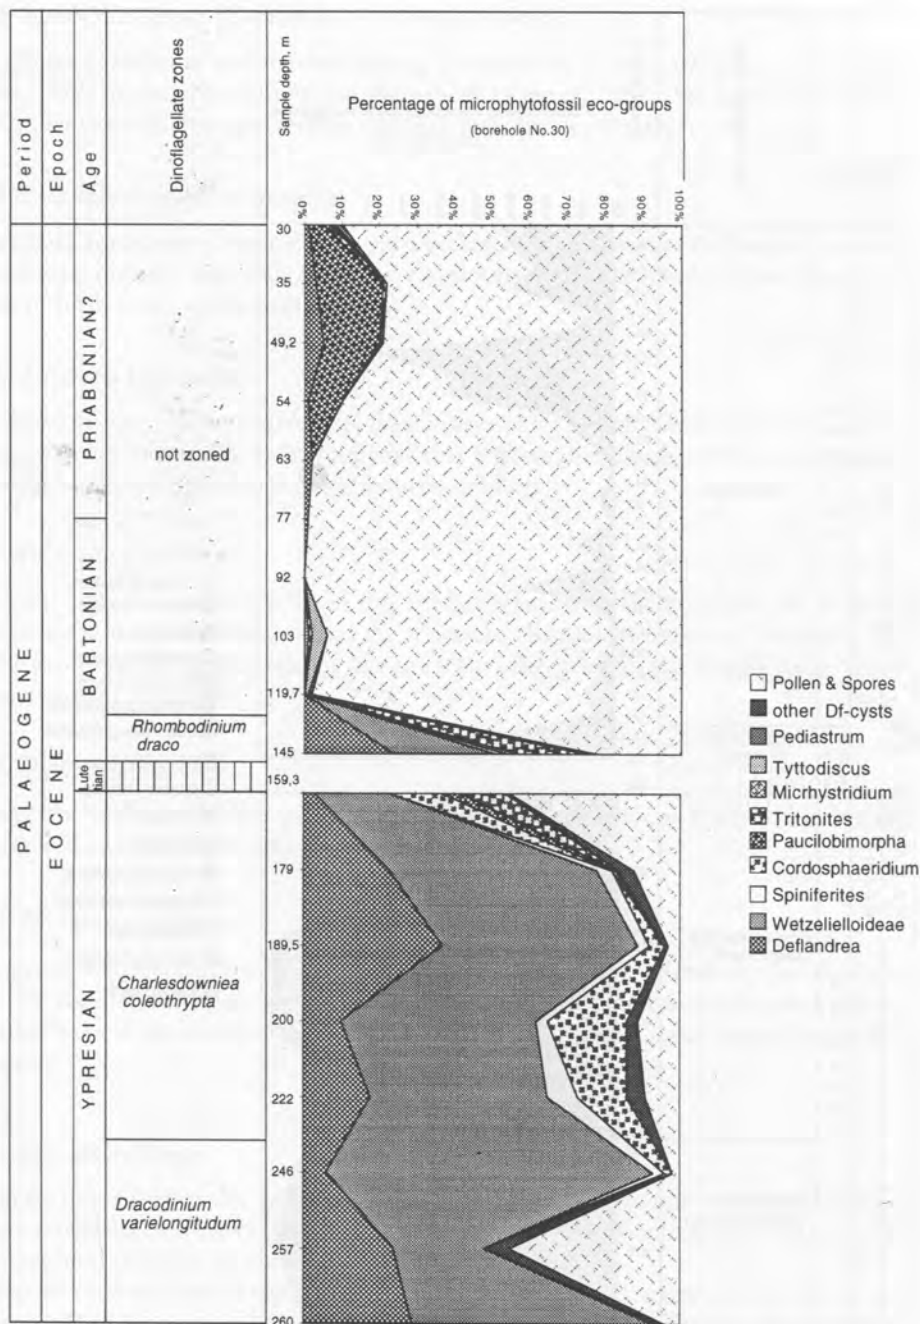 Period
Epoch
Age
Dinoflagellate zones
Sample depth, m
Percentage of microphytofossil eco-groups
(borehole No.30)
0%
10%
20%
30%
40%
50%
60%
70%
80%
90%
100%
PALAEOGENE
EOCENE
PRIABONIAN?
BARTONIAN
Lute
tian
YPRESIAN
not zoned
Rhombodinium
draco
Charlesdowniea
coleothrypta
Dracodinium
varielongitudum
30
35
49,2
54
63
77
92
103
119,7
145
159,3
179
189,5
200
222
246
257
260
Pollen & Spores
other Df-cysts
Pediastrum
Tyttodiscus
Micrhystridium
Tritonites
Paucilobimorpha
Cordosphaeridium
Spiniferites
Wetzelielloideae
Deflandrea